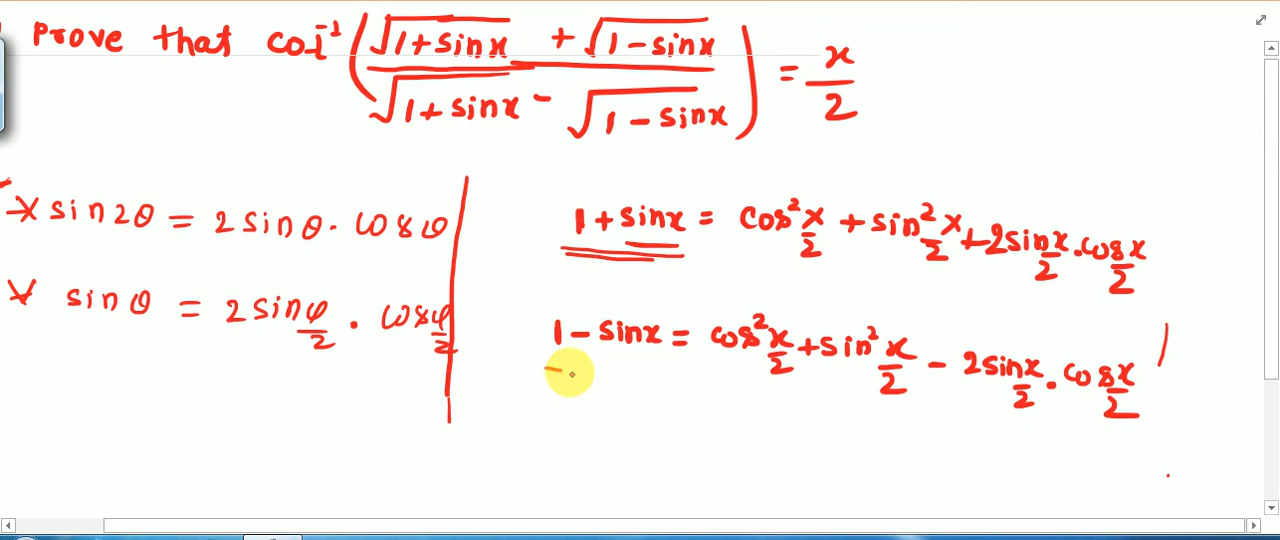 Prove that cot⁻¹((√(1+sinx) + √(1-sinx))/(√(1+sinx) - √(1-sinx))) = x/2
* sin2θ = 2sinθ.cosθ
1+sinx = cos²x/2 + sin²x/2 + 2sinx/2.cosx/2
* sinθ = 2sinθ/2 . cosθ/2
1-sinx = cos²x/2 + sin²x/2 - 2sinx/2.cosx/2